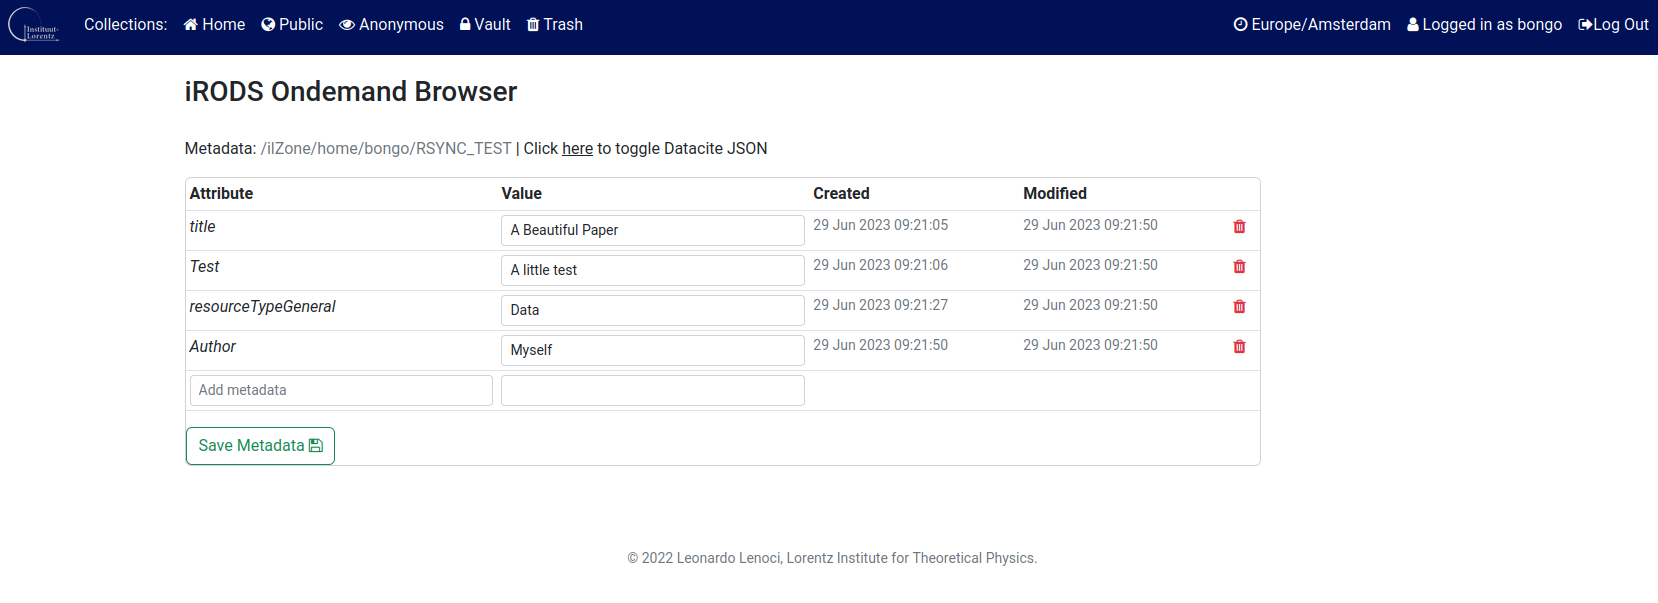 Instituut-
Lorentz
Collections: Home Public Anonymous Vault Trash Europe/Amsterdam Logged in as bongo Log Out
iRODS Ondemand Browser
Metadata: /ilZone/home/bongo/RSYNC_TEST | Click here to toggle Datacite JSON
Attribute Value Created Modified
title A Beautiful Paper 29 Jun 2023 09:21:05 29 Jun 2023 09:21:50
Test A little test 29 Jun 2023 09:21:06 29 Jun 2023 09:21:50
resourceTypeGeneral Data 29 Jun 2023 09:21:27 29 Jun 2023 09:21:50
Author Myself 29 Jun 2023 09:21:50 29 Jun 2023 09:21:50
Add metadata
Save Metadata
© 2022 Leonardo Lenoci, Lorentz Institute for Theoretical Physics.